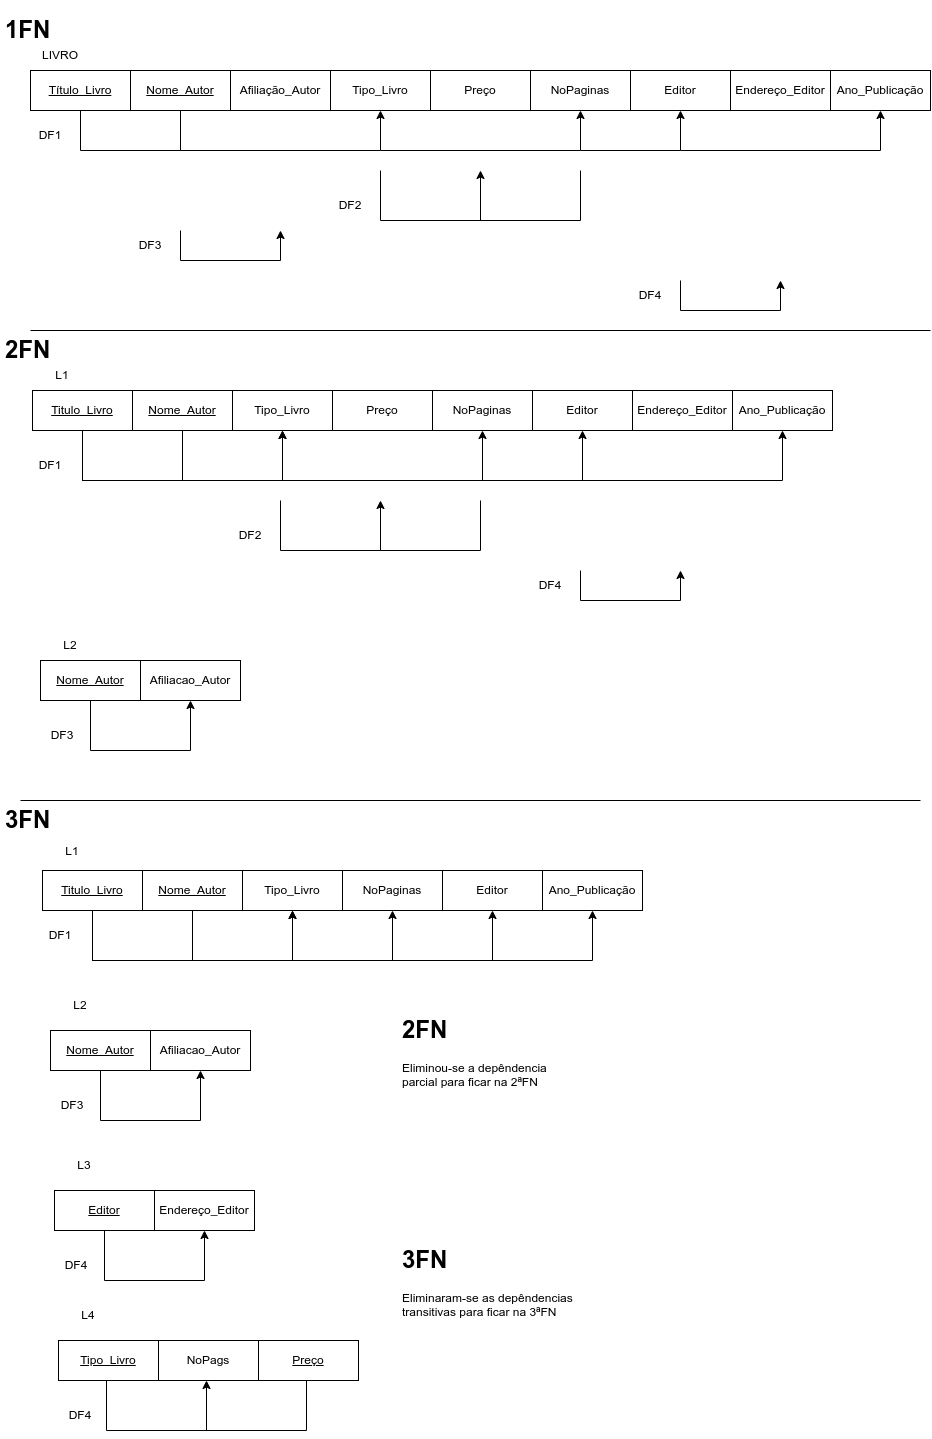 1FN
LIVRO
Título_Livro Nome_Autor Afiliação_Autor Tipo_Livro Preço NoPaginas Editor Endereço_Editor Ano_Publicação
DF1
DF2
DF3
DF4
2FN
L1
Titulo_Livro Nome_Autor Tipo_Livro Preço NoPaginas Editor Endereço_Editor Ano_Publicação
DF1
DF2
DF4
L2
Nome_Autor Afiliacao_Autor
DF3
3FN
L1
Titulo_Livro Nome_Autor Tipo_Livro NoPaginas Editor Ano_Publicação
DF1
L2
Nome_Autor Afiliacao_Autor
DF3
2FN
Eliminou-se a depêndencia
parcial para ficar na 2ªFN
L3
Editor Endereço_Editor
DF4
3FN
Eliminaram-se as depêndencias
transitivas para ficar na 3ªFN
L4
Tipo_Livro NoPags Preço
DF4